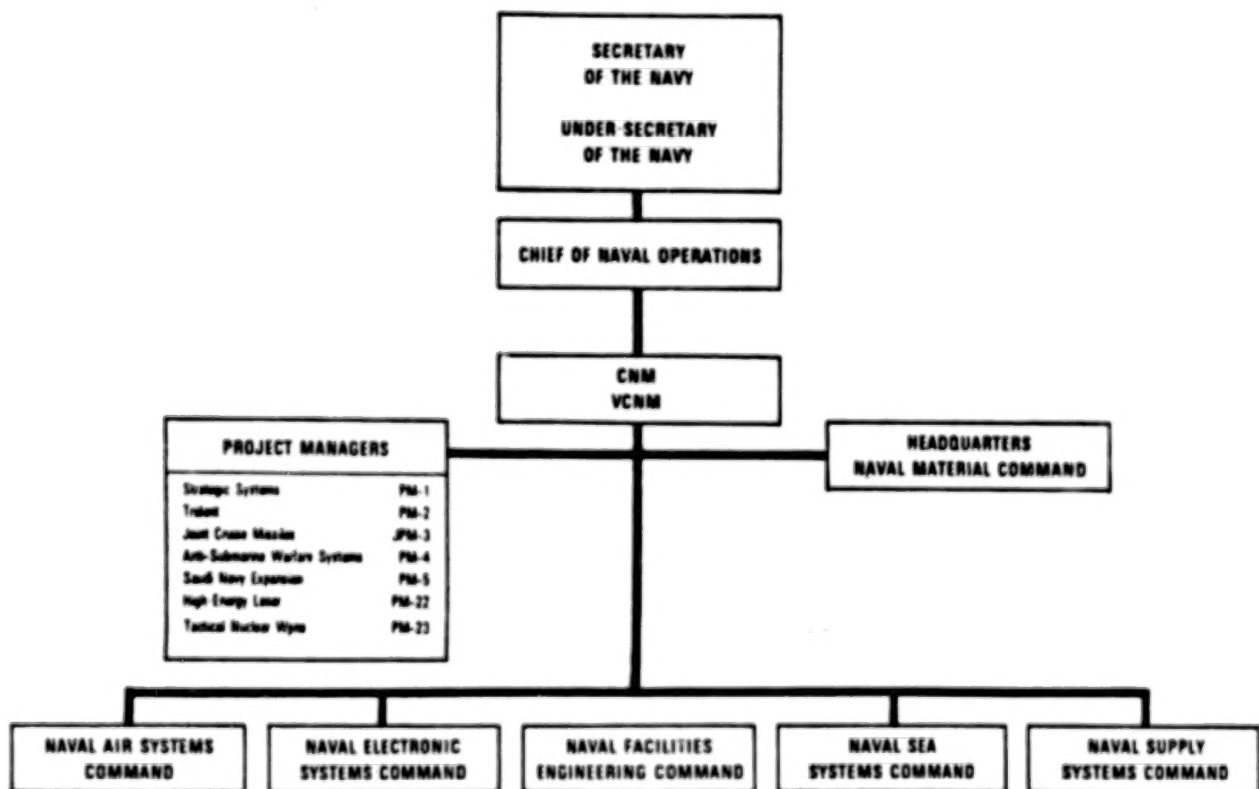 SECRETARY
OF THE NAVY
UNDER-SECRETARY
OF THE NAVY
CHIEF OF NAVAL OPERATIONS
CNM
VCNM
PROJECT MANAGERS
Strategic Systems PM-1
Trident PM-2
Joint Cruise Missiles JPM-3
Anti-Submarine Warfare Systems PM-4
Saudi Navy Expansion PM-5
High Energy Laser PM-22
Tactical Nuclear Wpns PM-23
HEADQUARTERS
NAVAL MATERIAL COMMAND
NAVAL AIR SYSTEMS
COMMAND
NAVAL ELECTRONIC
SYSTEMS COMMAND
NAVAL FACILITIES
ENGINEERING COMMAND
NAVAL SEA
SYSTEMS COMMAND
NAVAL SUPPLY
SYSTEMS COMMAND